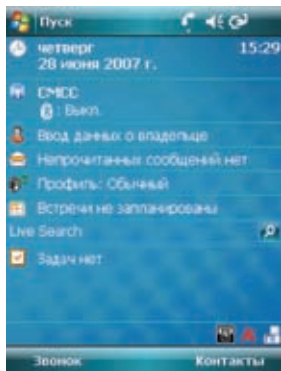 Пуск
четверг 15:29
28 июня 2007 г.
CMCC
: Выкл.
Ввод данных о владельце
Непрочитанных сообщений нет
Профиль: Обычный
Встречи не запланированы
Live Search
Задач нет
Звонок Контакты